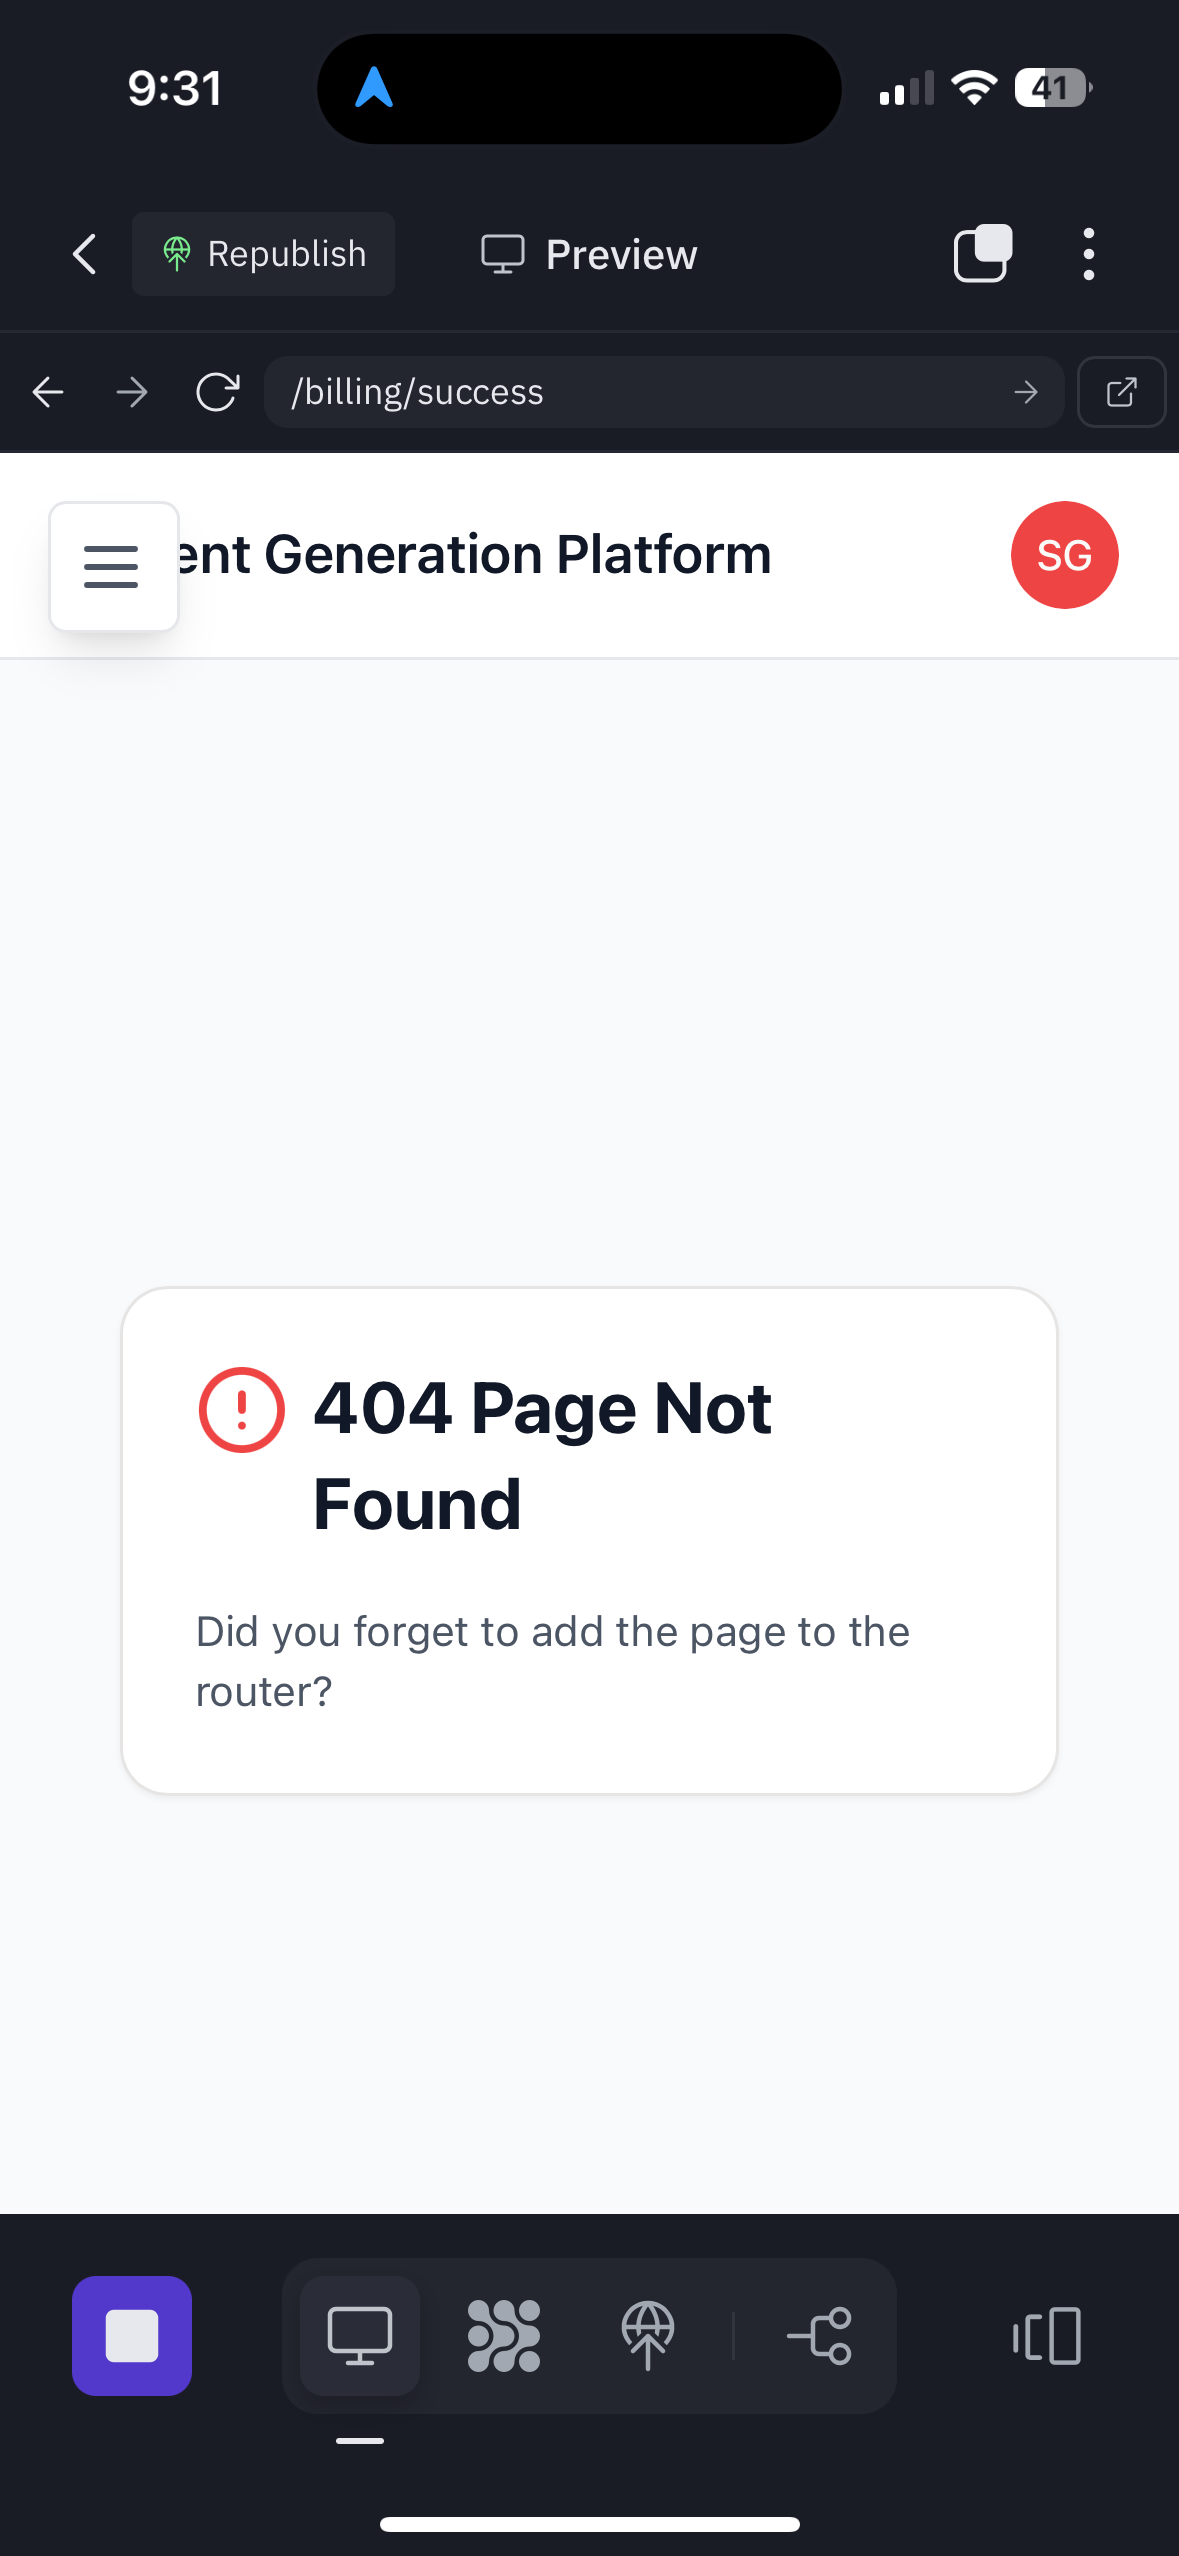 9:31
41
Republish
Preview
/billing/success
ent Generation Platform
SG
404 Page Not
Found
Did you forget to add the page to the
router?